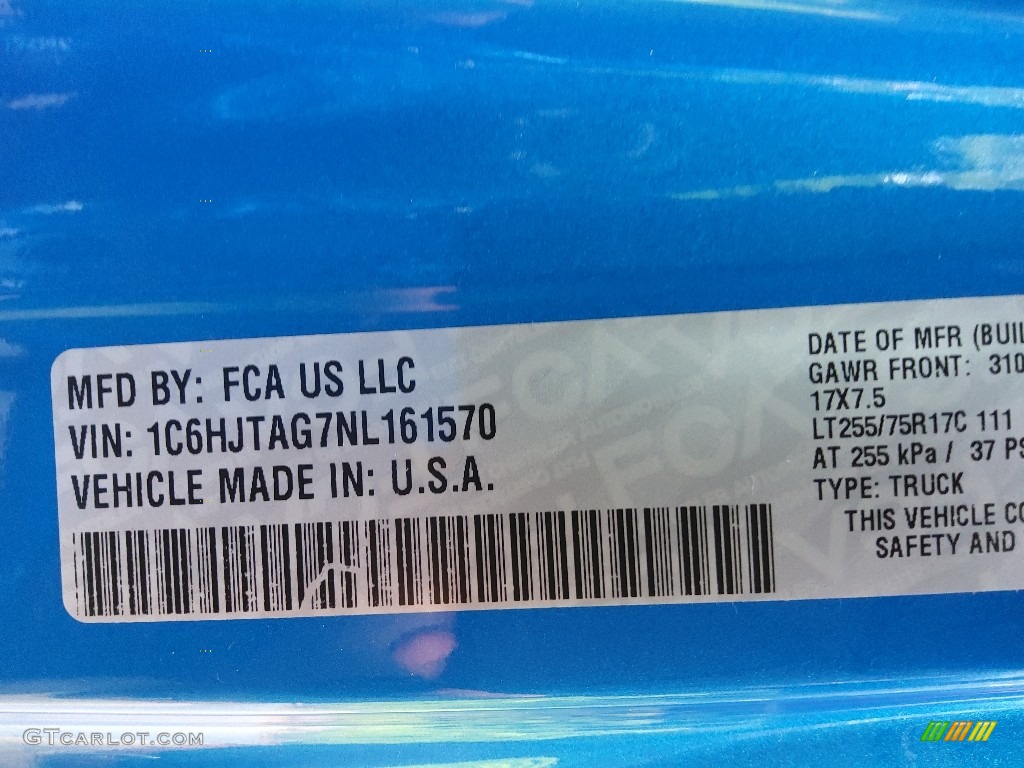 MFD BY: FCA US LLC
VIN: 1C6HJTAG7NL161570
VEHICLE MADE IN: U.S.A.
DATE OF MFR (BUIL
GAWR FRONT: 310
17X7.5
LT255/75R17C 111
AT 255 kPa / 37 PS
TYPE: TRUCK
THIS VEHICLE CO
SAFETY AND
GTCARLOT.COM